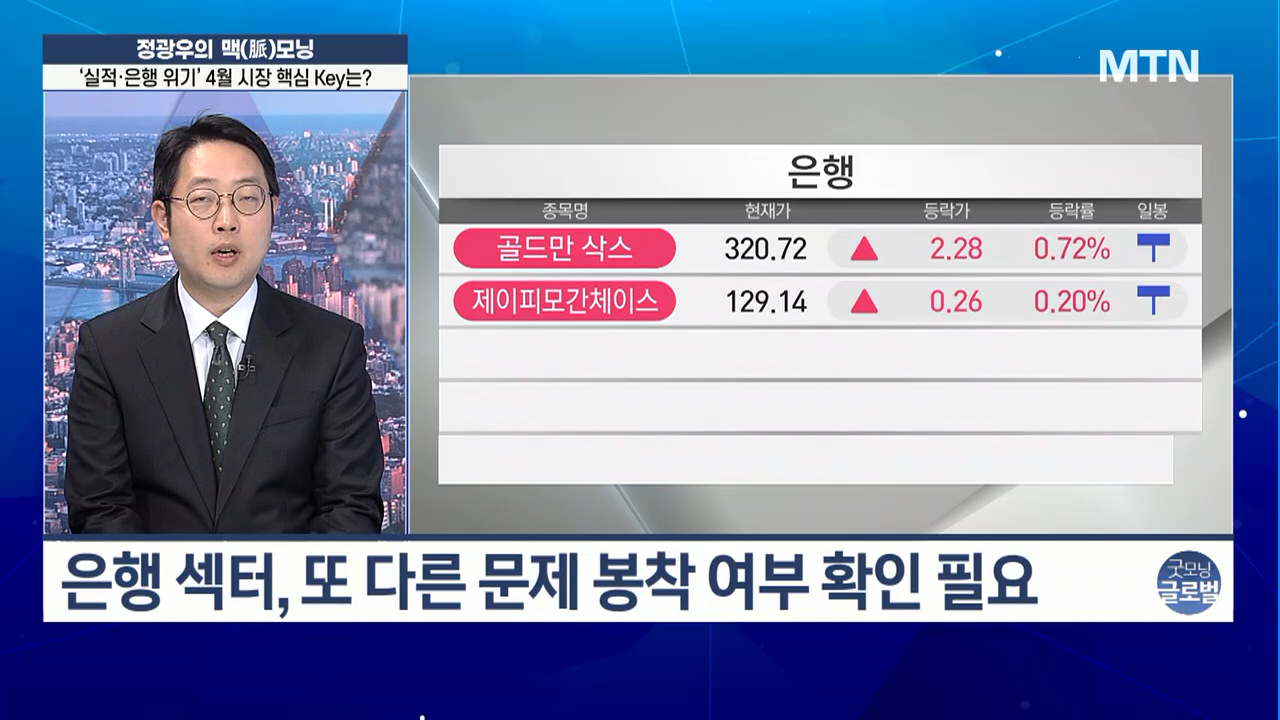 정광우의 맥(脈)모닝
‘실적·은행 위기’ 4월 시장 핵심 Key는?
MTN
은행
종목명 현재가 등락가 등락률 일봉
골드만 삭스 320.72 ▲ 2.28 0.72%
제이피모간체이스 129.14 ▲ 0.26 0.20%
은행 섹터, 또 다른 문제 봉착 여부 확인 필요
굿모닝
글로벌